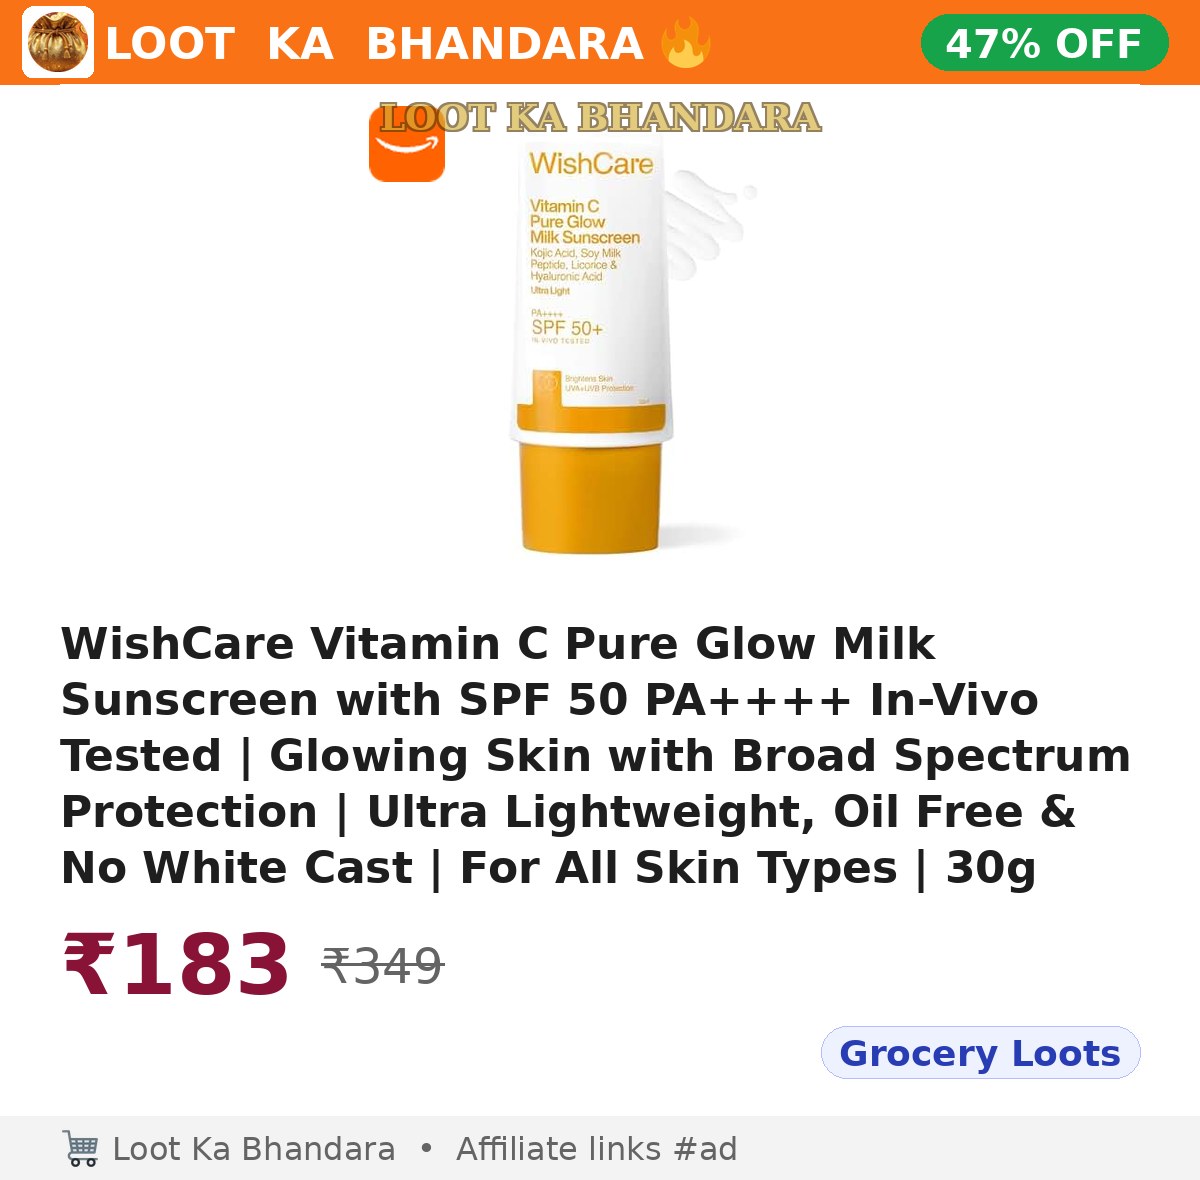 LOOT KA BHANDARA 🔥
47% OFF
LOOT KA BHANDARA
WishCare
Vitamin C
Pure Glow
Milk Sunscreen
Kojic Acid, Soy Milk
Peptide, Licorice &
Hyaluronic Acid
Ultra Light
PA++++
SPF 50+
IN VIVO TESTED
Brightens Skin
UVA+UVB Protection
WishCare Vitamin C Pure Glow Milk
Sunscreen with SPF 50 PA++++ In-Vivo
Tested | Glowing Skin with Broad Spectrum
Protection | Ultra Lightweight, Oil Free &
No White Cast | For All Skin Types | 30g
₹183 ₹349
Grocery Loots
Loot Ka Bhandara • Affiliate links #ad